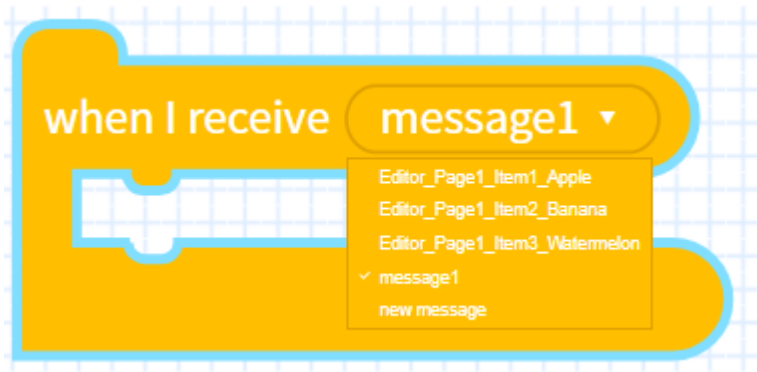 when I receive message1
Editor_Page1_Item1_Apple
Editor_Page1_Item2_Banana
Editor_Page1_Item3_Watermelon
message1
new message